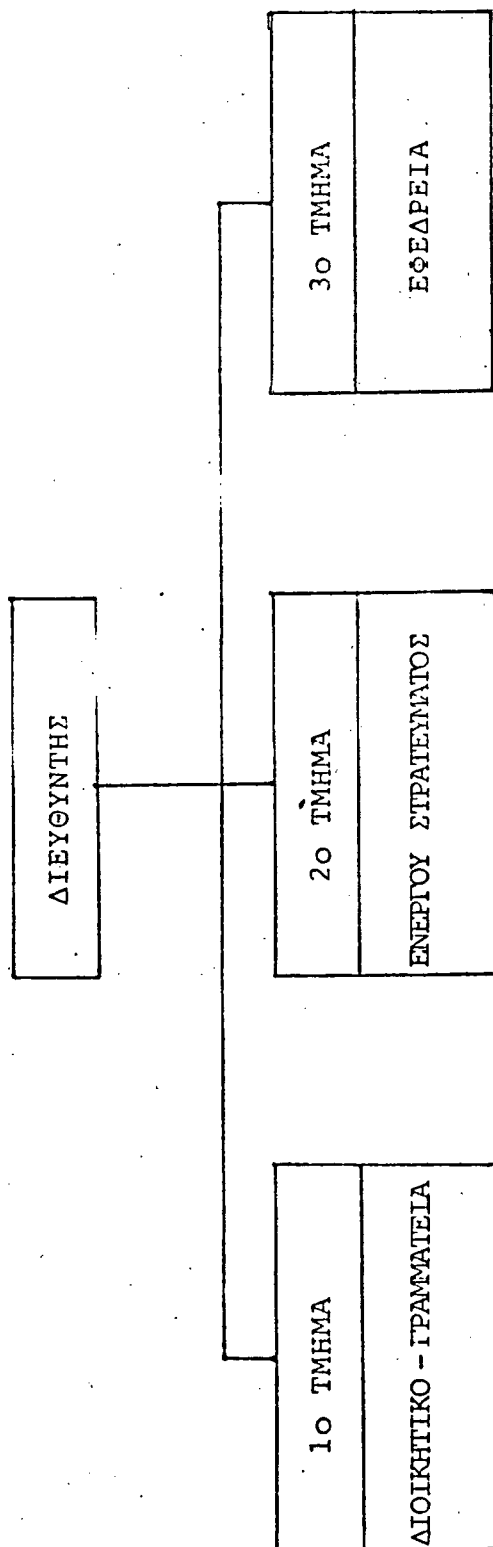 ΔΙΕΥΘΥΝΤΗΣ
1ο ΤΜΗΜΑ
ΔΙΟΙΚΗΤΙΚΟ - ΓΡΑΜΜΑΤΕΙΑ
2ο ΤΜΗΜΑ
ΕΝΕΡΓΟΥ ΣΤΡΑΤΕΥΜΑΤΟΣ
3ο ΤΜΗΜΑ
ΕΦΕΔΡΕΙΑ